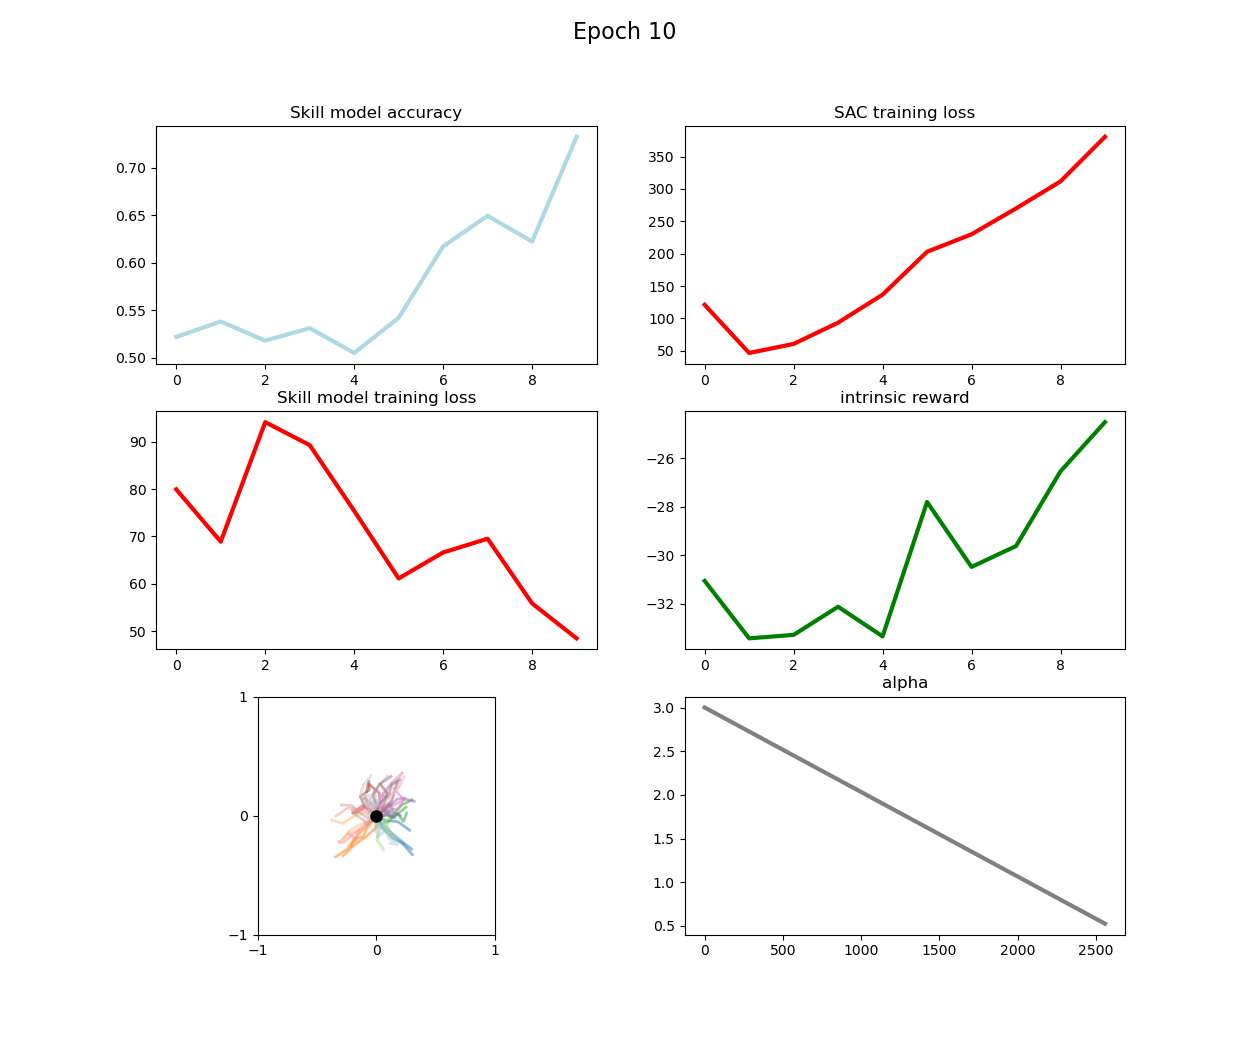 Epoch 10
Skill model accuracy
0.70
0.65
0.60
0.55
0.50
0 2 4 6 8
SAC training loss
350
300
250
200
150
100
50
0 2 4 6 8
Skill model training loss
90
80
70
60
50
0 2 4 6 8
intrinsic reward
−26
−28
−30
−32
0 2 4 6 8
1
0
−1
−1 0 1
alpha
3.0
2.5
2.0
1.5
1.0
0.5
0 500 1000 1500 2000 2500